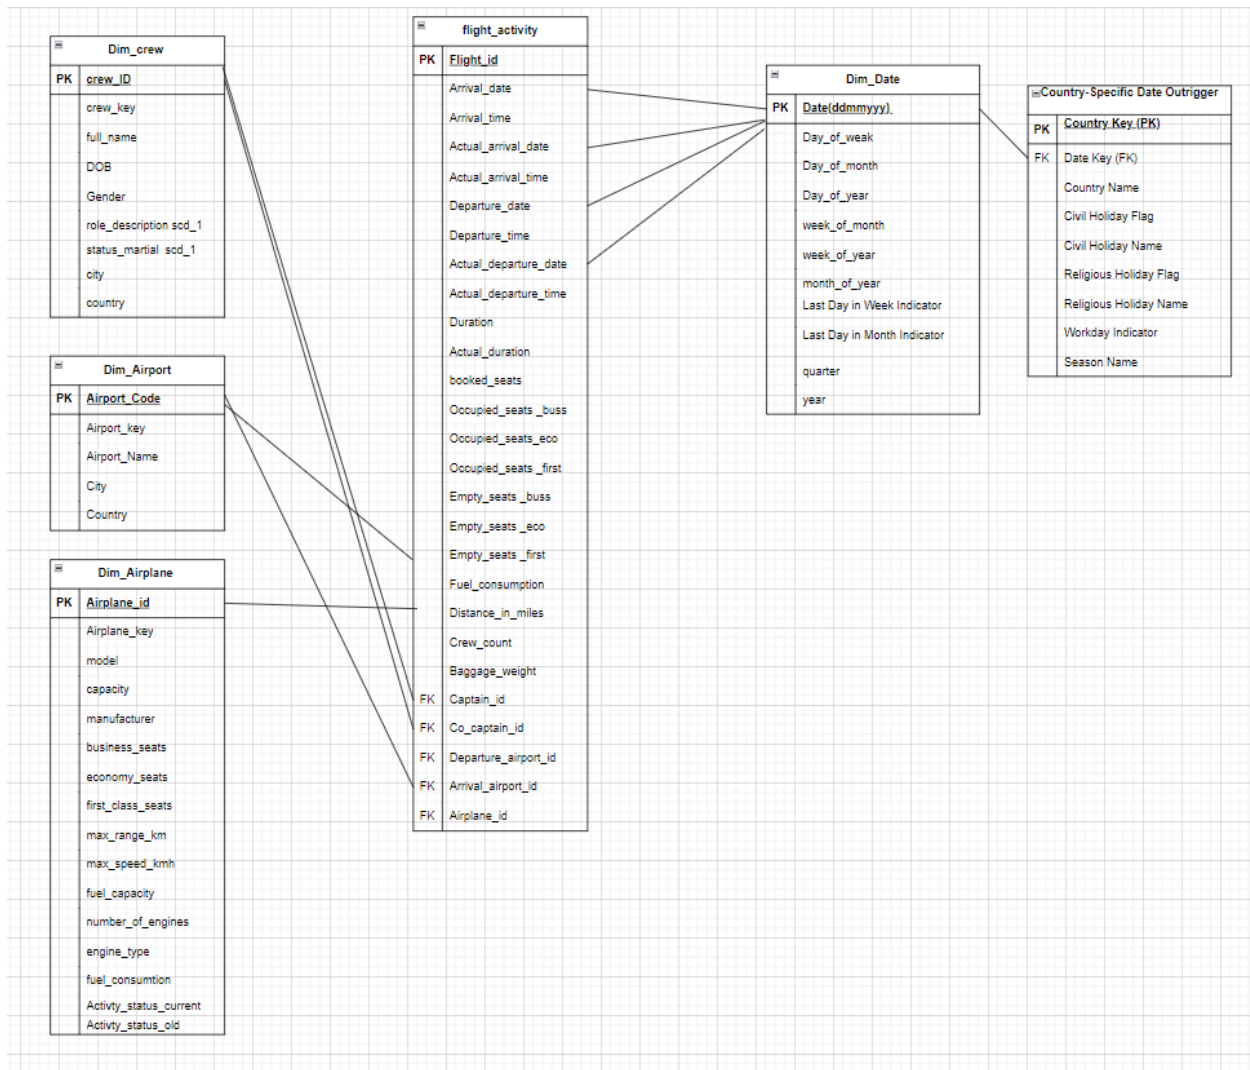 Dim_crew
PK crew_ID
crew_key
full_name
DOB
Gender
role_description scd_1
status_martial scd_1
city
country
Dim_Airport
PK Airport_Code
Airport_key
Airport_Name
City
Country
Dim_Airplane
PK Airplane_id
Airplane_key
model
capacity
manufacturer
business_seats
economy_seats
first_class_seats
max_range_km
max_speed_kmh
fuel_capacity
number_of_engines
engine_type
fuel_consumtion
Activty_status_current
Activty_status_old
flight_activity
PK Flight_id
Arrival_date
Arrival_time
Actual_arrival_date
Actual_arrival_time
Departure_date
Departure_time
Actual_departure_date
Actual_departure_time
Duration
Actual_duration
booked_seats
Occupied_seats _buss
Occupied_seats_eco
Occupied_seats _first
Empty_seats _buss
Empty_seats _eco
Empty_seats _first
Fuel_consumption
Distance_in_miles
Crew_count
Baggage_weight
FK Captain_id
FK Co_captain_id
FK Departure_airport_id
FK Arrival_airport_id
FK Airplane_id
Dim_Date
PK Date(ddmmyyy)
Day_of_weak
Day_of_month
Day_of_year
week_of_month
week_of_year
month_of_year
Last Day in Week Indicator
Last Day in Month Indicator
quarter
year
Country-Specific Date Outrigger
PK Country Key (PK)
FK Date Key (FK)
Country Name
Civil Holiday Flag
Civil Holiday Name
Religious Holiday Flag
Religious Holiday Name
Workday Indicator
Season Name